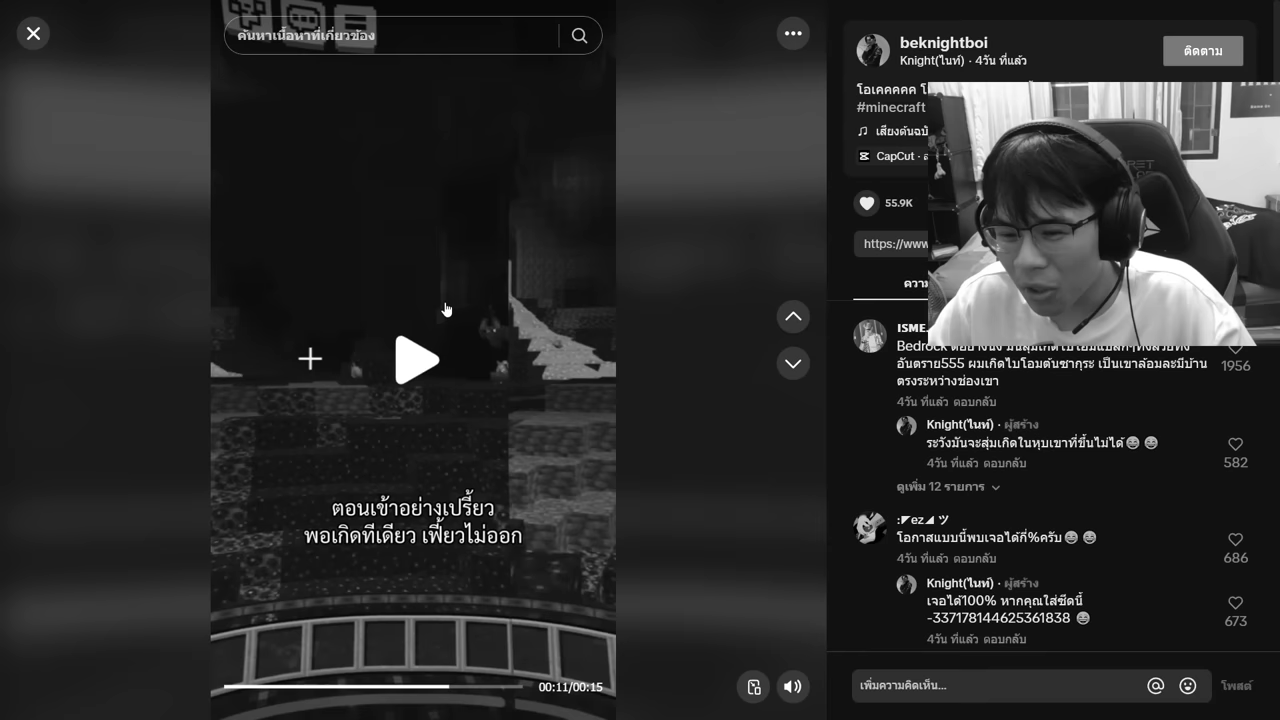 ค้นหาเนื้อหาที่เกี่ยวข้อง
ตอนเข้าอย่างเปรี้ยว
พอเกิดทีเดียว เฟี้ยวไม่ออก
00:11/00:15
beknightboi
Knight(ไนท์) · 4วัน ที่แล้ว
ติดตาม
โอเคคคคค
#minecraft
เสียงต้นฉบั
CapCut ·
55.9K
https://www
ความ
ISME.
Bedrock
อันตราย555 ผมเกิดไบโอมต้นซากุระ เป็นเขาล้อมละมีบ้าน
ตรงระหว่างช่องเขา
1956
4วัน ที่แล้ว ตอบกลับ
Knight(ไนท์) · ผู้สร้าง
ระวังมันจะสุ่มเกิดในหุบเขาที่ขึ้นไม่ได้😂 😂
4วัน ที่แล้ว ตอบกลับ
582
ดูเพิ่ม 12 รายการ
:◤ez◢ ツ
โอกาสแบบนี้พบเจอได้กี่%ครับ😂 😂
4วัน ที่แล้ว ตอบกลับ
686
Knight(ไนท์) · ผู้สร้าง
เจอได้100% หากคุณใส่ซีดนี้
-337178144625361838 😂
4วัน ที่แล้ว ตอบกลับ
673
เพิ่มความคิดเห็น...
โพสต์